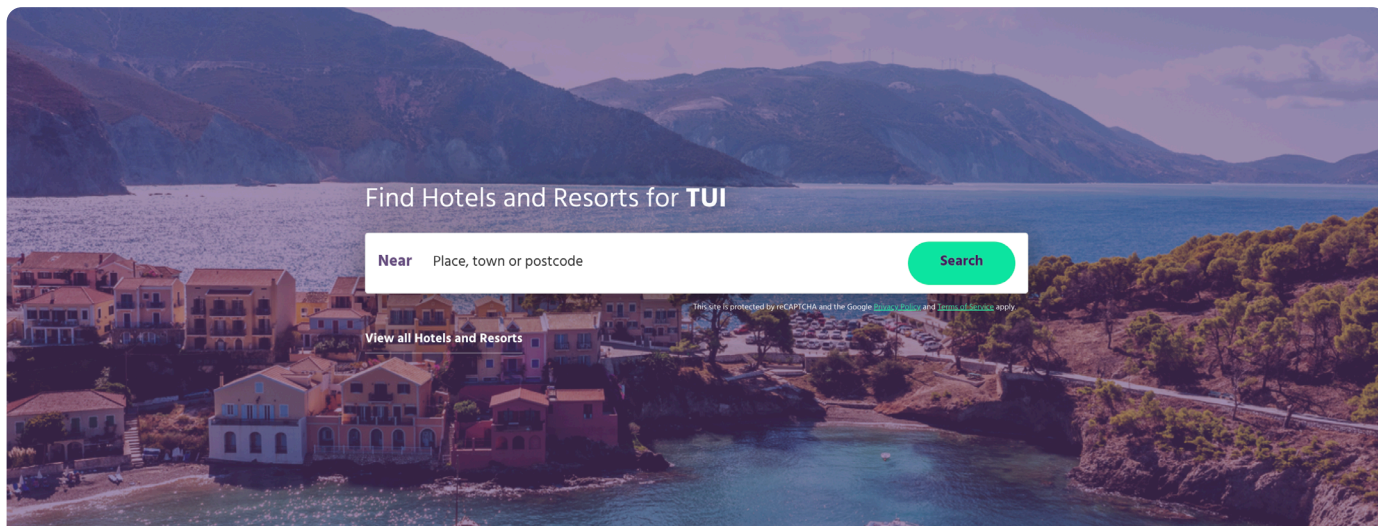 Find Hotels and Resorts for TUI
Near Place, town or postcode Search
This site is protected by reCAPTCHA and the Google Privacy Policy and Terms of Service apply.
View all Hotels and Resorts